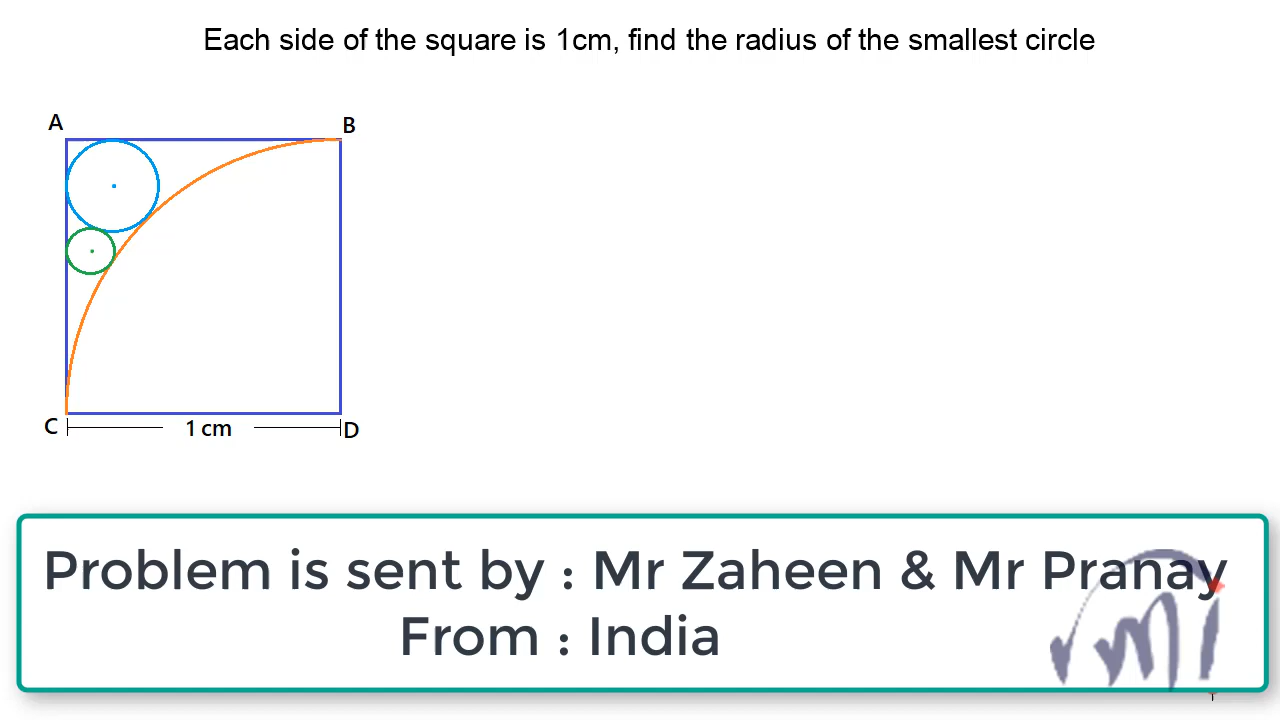 Each side of the square is 1cm, find the radius of the smallest circle
A
B
C
1 cm
D
Problem is sent by : Mr Zaheen & Mr Pranay
From : India